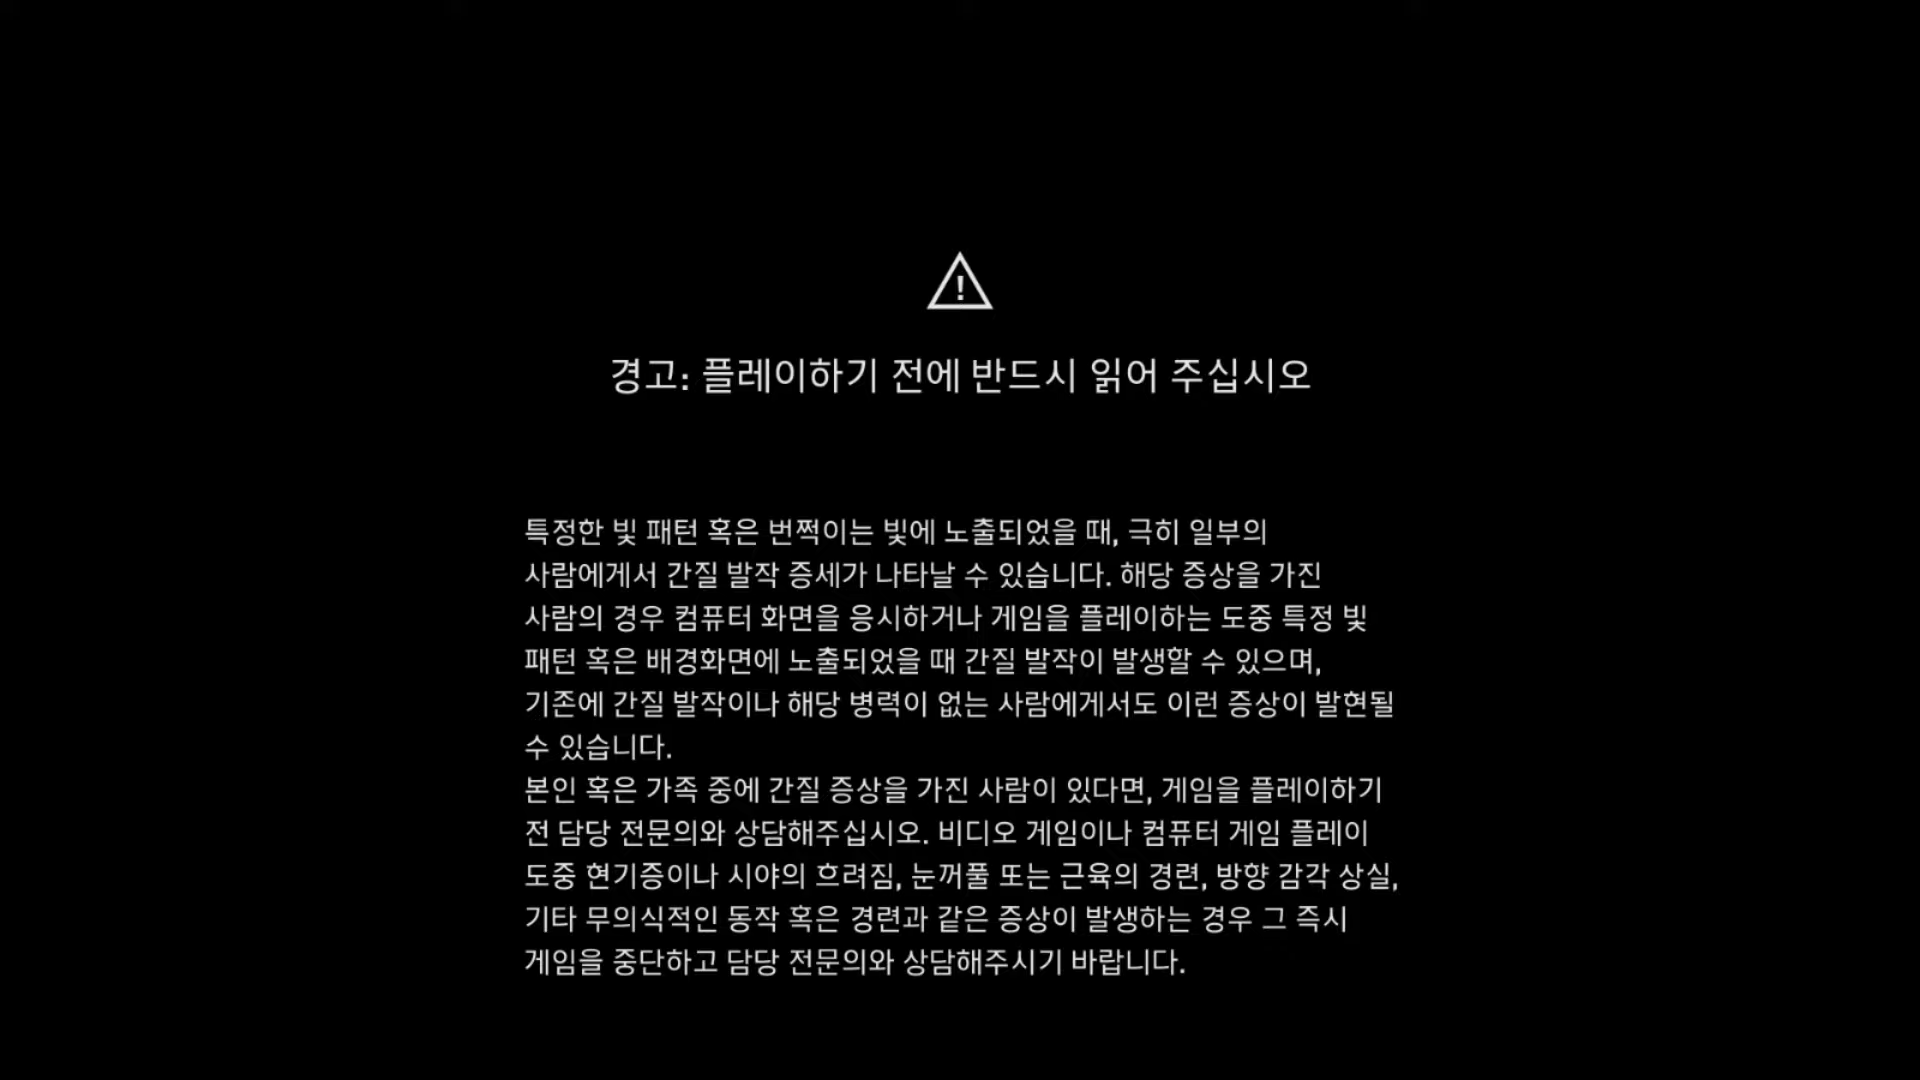 경고: 플레이하기 전에 반드시 읽어 주십시오
특정한 빛 패턴 혹은 번쩍이는 빛에 노출되었을 때, 극히 일부의
사람에게서 간질 발작 증세가 나타날 수 있습니다. 해당 증상을 가진
사람의 경우 컴퓨터 화면을 응시하거나 게임을 플레이하는 도중 특정 빛
패턴 혹은 배경화면에 노출되었을 때 간질 발작이 발생할 수 있으며,
기존에 간질 발작이나 해당 병력이 없는 사람에게서도 이런 증상이 발현될
수 있습니다.
본인 혹은 가족 중에 간질 증상을 가진 사람이 있다면, 게임을 플레이하기
전 담당 전문의와 상담해주십시오. 비디오 게임이나 컴퓨터 게임 플레이
도중 현기증이나 시야의 흐려짐, 눈꺼풀 또는 근육의 경련, 방향 감각 상실,
기타 무의식적인 동작 혹은 경련과 같은 증상이 발생하는 경우 그 즉시
게임을 중단하고 담당 전문의와 상담해주시기 바랍니다.